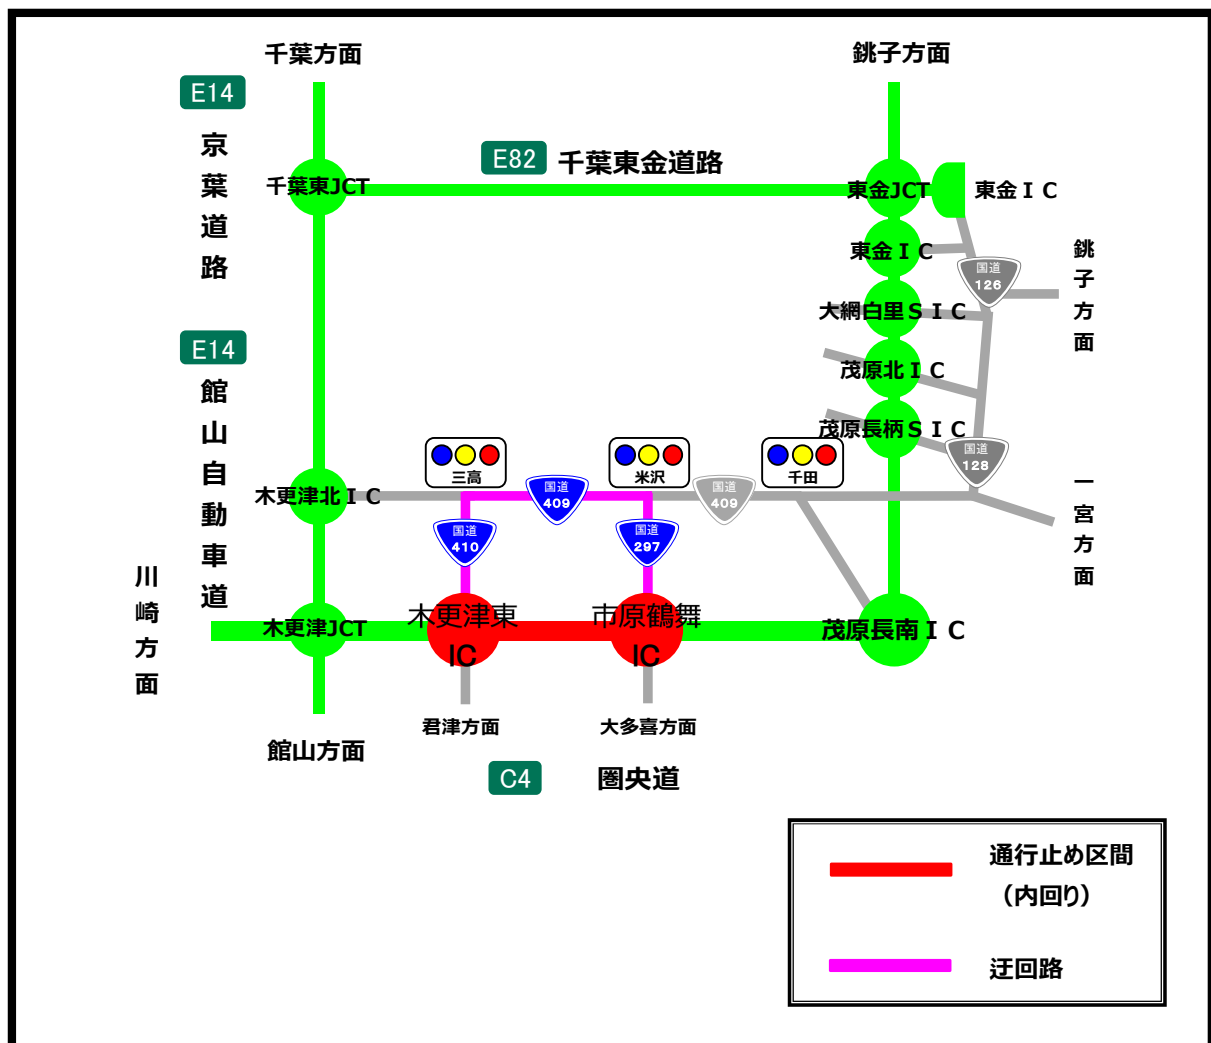 千葉方面
銚子方面
E14
京葉道路
E82 千葉東金道路
千葉東JCT
東金JCT
東金ＩＣ
東金ＩＣ
国道
126
銚子方面
大網白里ＳＩＣ
E14
館山自動車道
茂原北ＩＣ
茂原長柄ＳＩＣ
三高
米沢
千田
国道
128
木更津北ＩＣ
国道
409
国道
409
一宮方面
国道
410
国道
297
川崎方面
木更津JCT
木更津東
IC
市原鶴舞
IC
茂原長南ＩＣ
君津方面
大多喜方面
館山方面
C4 圏央道
通行止め区間
（内回り）
迂回路